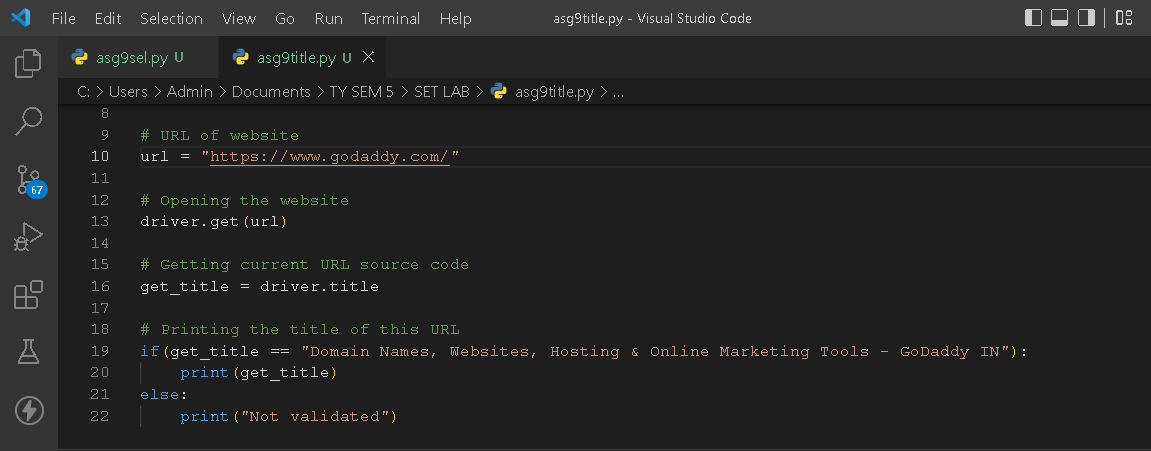 File Edit Selection View Go Run Terminal Help asg9title.py - Visual Studio Code
asg9sel.py U asg9title.py U
C: > Users > Admin > Documents > TY SEM 5 > SET LAB > asg9title.py > ...
8
9 # URL of website
10 url = "https://www.godaddy.com/"
11
12 # Opening the website
13 driver.get(url)
14
15 # Getting current URL source code
16 get_title = driver.title
17
18 # Printing the title of this URL
19 if(get_title == "Domain Names, Websites, Hosting & Online Marketing Tools - GoDaddy IN"):
20 print(get_title)
21 else:
22 print("Not validated")
67